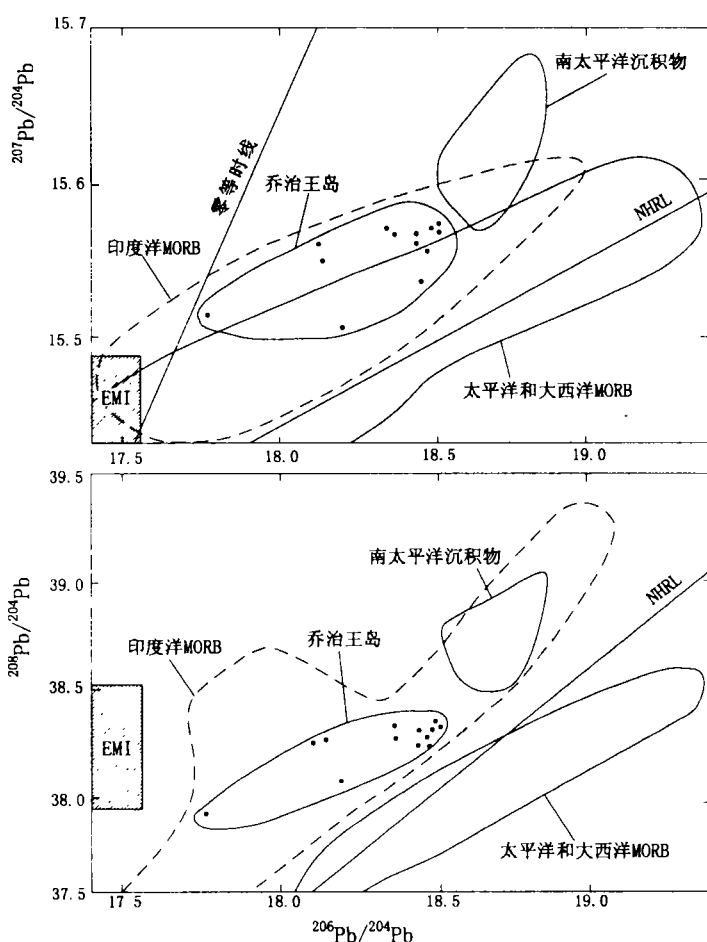 15.7
南太平洋沉积物
²⁰⁷Pb/²⁰⁴Pb
零等时线
15.6
乔治王岛
NHRL
印度洋MORB
15.5
EMI
太平洋和大西洋MORB
17.5 18.0 18.5 19.0
39.5
南太平洋沉积物
39.0
NHRL
²⁰⁸Pb/²⁰⁴Pb
乔治王岛
印度洋MORB
38.5
EMI
38.0
太平洋和大西洋MORB
37.5
17.5 18.0 18.5 19.0
²⁰⁶Pb/²⁰⁴Pb